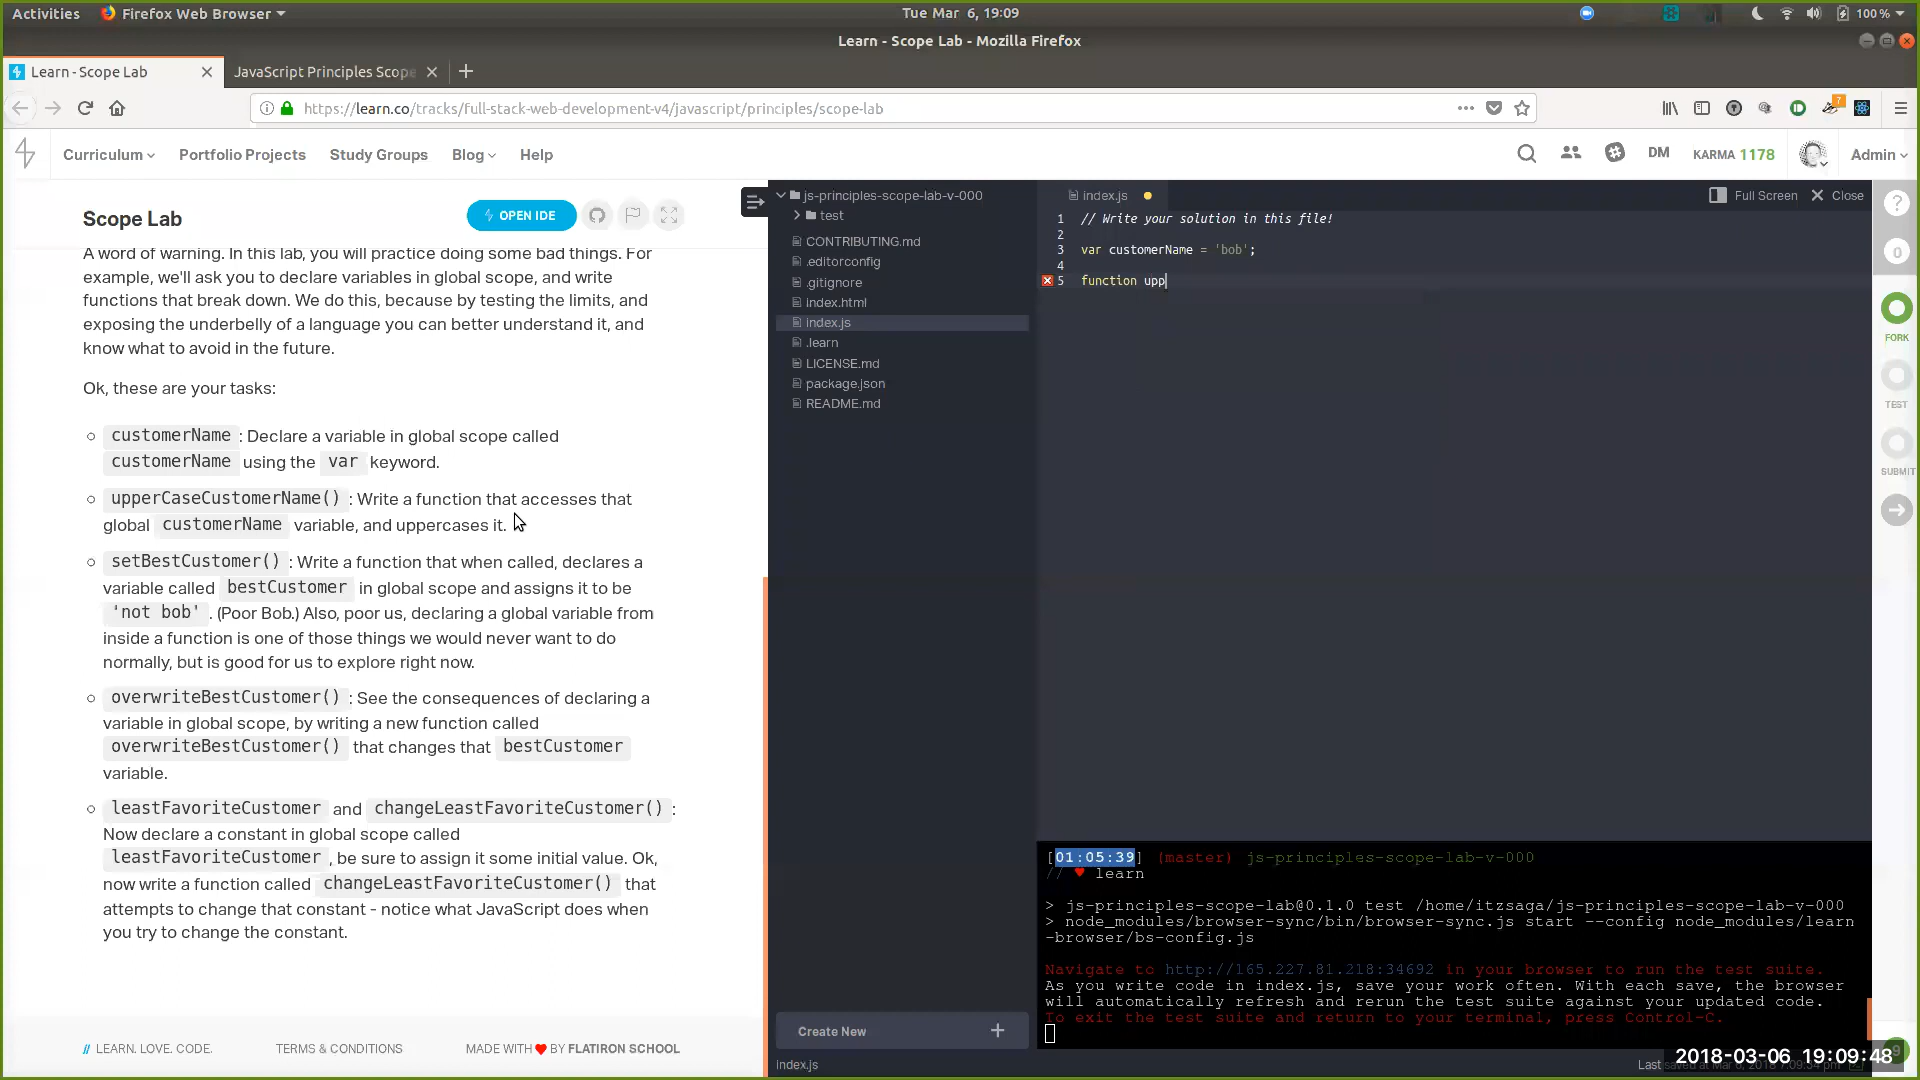 Activities
Firefox Web Browser
Tue Mar 6, 19:09
100 %
Learn - Scope Lab - Mozilla Firefox
Learn - Scope Lab
JavaScript Principles Scope
https://learn.co/tracks/full-stack-web-development-v4/javascript/principles/scope-lab
7
Curriculum
Portfolio Projects
Study Groups
Blog
Help
DM
KARMA 1178
Admin
Scope Lab
OPEN IDE
A word of warning. In this lab, you will practice doing some bad things. For
example, we'll ask you to declare variables in global scope, and write
functions that break down. We do this, because by testing the limits, and
exposing the underbelly of a language you can better understand it, and
know what to avoid in the future.
Ok, these are your tasks:
customerName : Declare a variable in global scope called
customerName using the var keyword.
upperCaseCustomerName() : Write a function that accesses that
global customerName variable, and uppercases it.
setBestCustomer() : Write a function that when called, declares a
variable called bestCustomer in global scope and assigns it to be
'not bob' . (Poor Bob.) Also, poor us, declaring a global variable from
inside a function is one of those things we would never want to do
normally, but is good for us to explore right now.
overwriteBestCustomer() : See the consequences of declaring a
variable in global scope, by writing a new function called
overwriteBestCustomer() that changes that bestCustomer
variable.
leastFavoriteCustomer and changeLeastFavoriteCustomer() :
Now declare a constant in global scope called
leastFavoriteCustomer , be sure to assign it some initial value. Ok,
now write a function called changeLeastFavoriteCustomer() that
attempts to change that constant - notice what JavaScript does when
you try to change the constant.
// LEARN. LOVE. CODE.
TERMS & CONDITIONS
MADE WITH ♥ BY FLATIRON SCHOOL
js-principles-scope-lab-v-000
test
CONTRIBUTING.md
.editorconfig
.gitignore
index.html
index.js
.learn
LICENSE.md
package.json
README.md
Create New +
index.js
index.js
Full Screen
Close
1 // Write your solution in this file!
2
3 var customerName = 'bob';
4
5 function upp
?
0
FORK
TEST
SUBMIT
[01:05:39] (master) js-principles-scope-lab-v-000
// ♥ learn
> js-principles-scope-lab@0.1.0 test /home/itzsaga/js-principles-scope-lab-v-000
> node_modules/browser-sync/bin/browser-sync.js start --config node_modules/learn
-browser/bs-config.js
Navigate to http://165.227.81.218:34692 in your browser to run the test suite.
As you write code in index.js, save your work often. With each save, the browser
will automatically refresh and rerun the test suite against your updated code.
To exit the test suite and return to your terminal, press Control-C.
Last saved at Mar 6, 2018 7:09:34 pm
2018-03-06 19:09:48